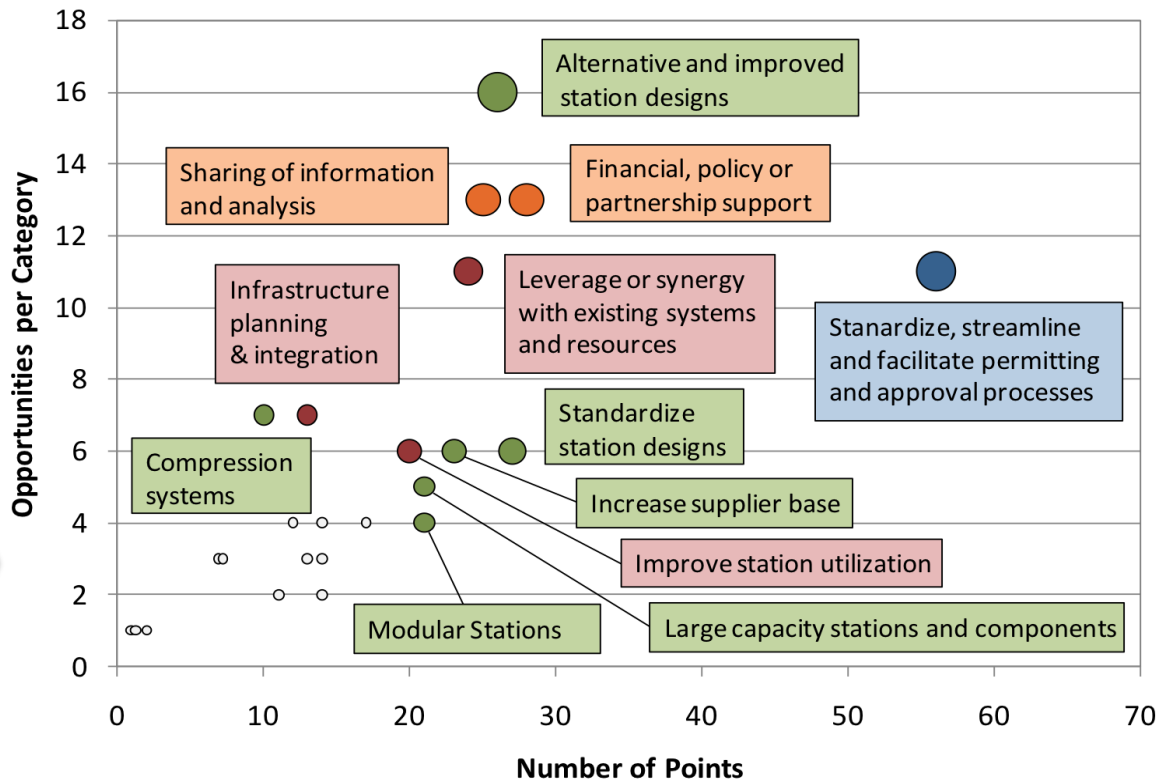 18
16
14
12
10
8
6
4
2
0
Opportunities per Category
Alternative and improved
station designs
Sharing of information
and analysis
Financial, policy or
partnership support
Infrastructure
planning
& integration
Leverage or synergy
with existing systems
and resources
Stanardize, streamline
and facilitate permitting
and approval processes
Compression
systems
Standardize
station designs
Increase supplier base
Improve station utilization
Modular Stations
Large capacity stations and components
0 10 20 30 40 50 60 70
Number of Points